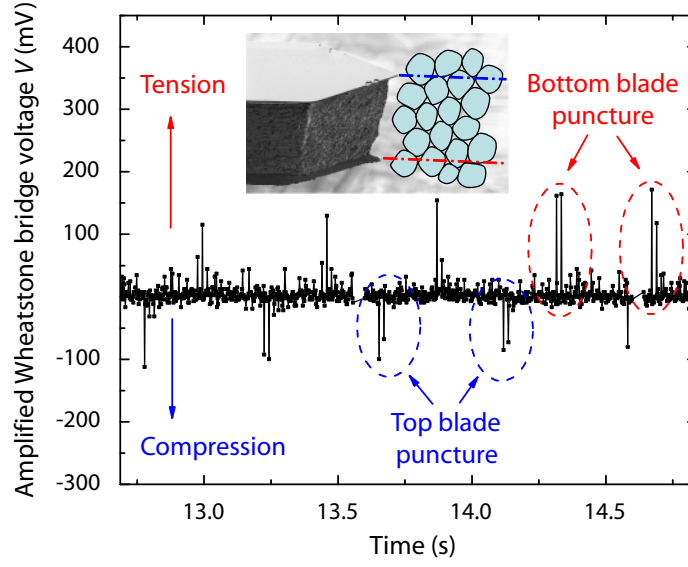 Amplified Wheatstone bridge voltage V (mV)
400
300
200
100
0
-100
-200
-300
Tension
Compression
Bottom blade
puncture
Top blade
puncture
13.0
13.5
14.0
14.5
Time (s)